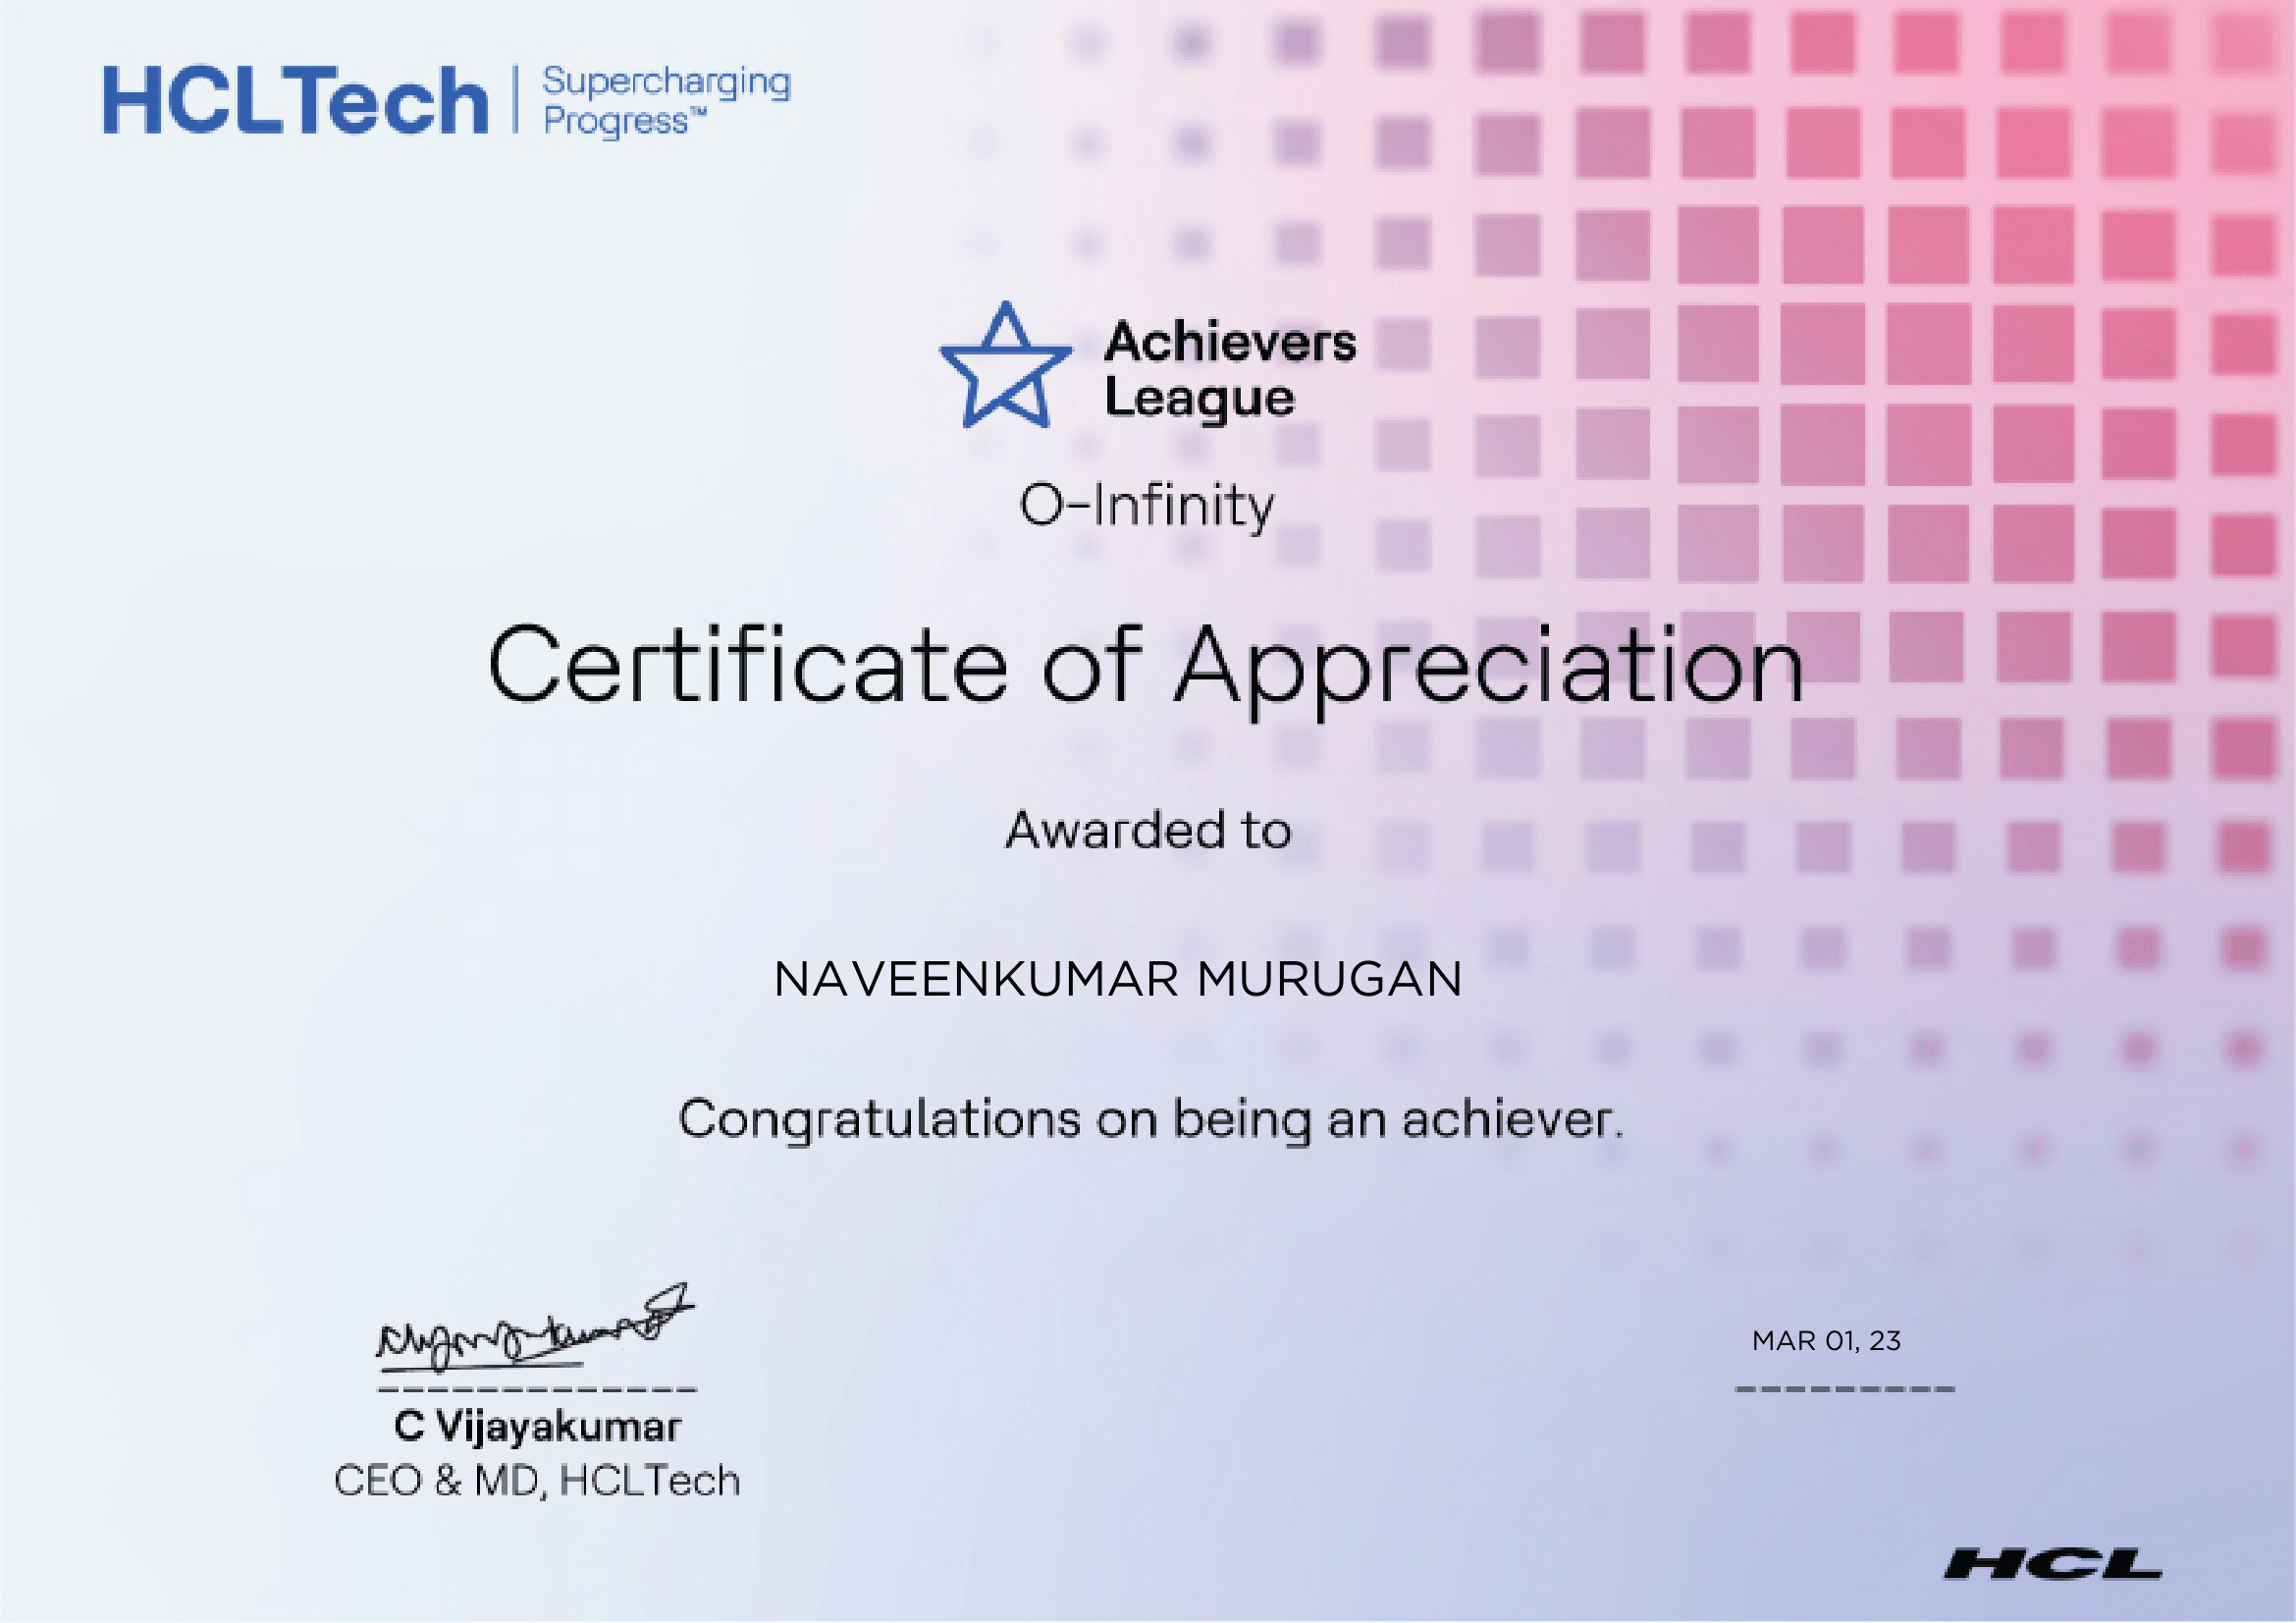 HCLTech | Supercharging
Progress™
Achievers
League
O-Infinity
Certificate of Appreciation
Awarded to
NAVEENKUMAR MURUGAN
Congratulations on being an achiever.
MAR 01, 23
C Vijayakumar
CEO & MD, HCLTech
HCL